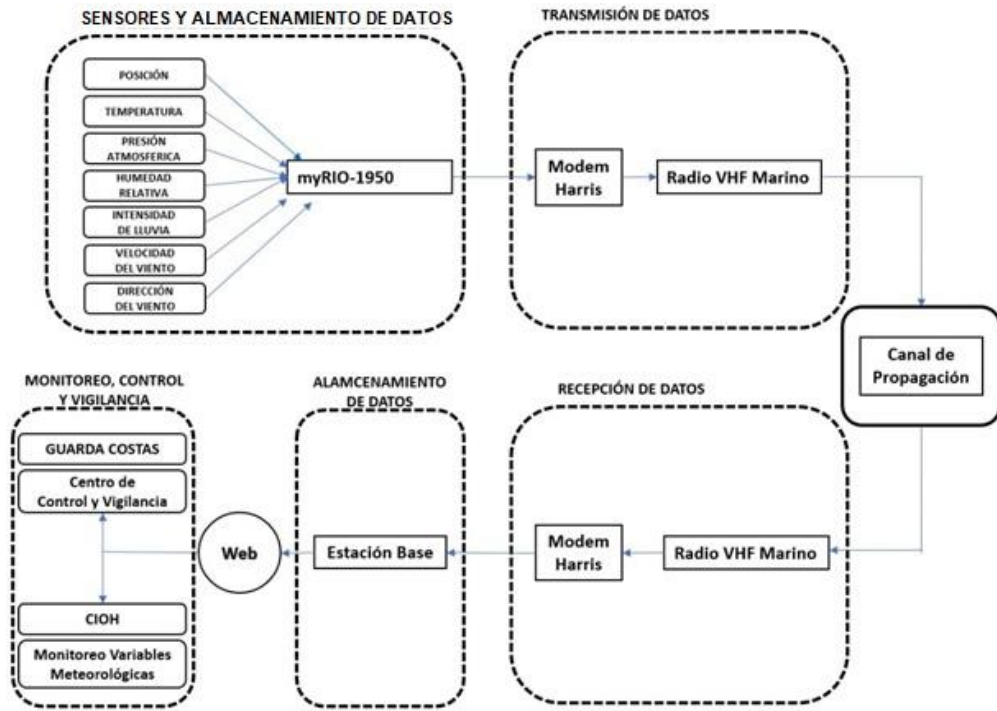 SENSORES Y ALMACENAMIENTO DE DATOS
POSICIÓN
TEMPERATURA
PRESIÓN
ATMOSFERICA
HUMEDAD
RELATIVA
INTENSIDAD
DE LLUVIA
VELOCIDAD
DEL VIENTO
DIRECCIÓN
DEL VIENTO
myRIO-1950
TRANSMISIÓN DE DATOS
Modem
Harris
Radio VHF Marino
Canal de
Propagación
RECEPCIÓN DE DATOS
Radio VHF Marino
Modem
Harris
ALAMCENAMIENTO
DE DATOS
Estación Base
Web
MONITOREO, CONTROL
Y VIGILANCIA
GUARDA COSTAS
Centro de
Control y Vigilancia
CIOH
Monitoreo Variables
Meteorológicas